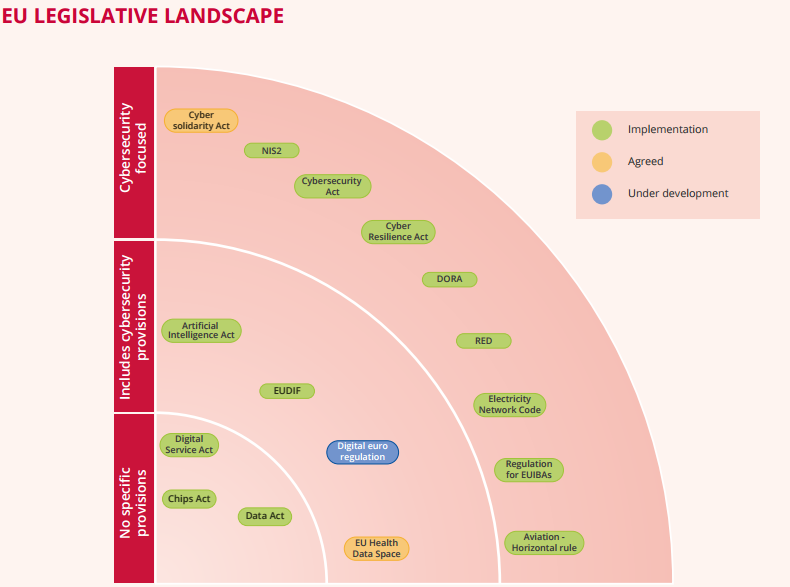 EU LEGISLATIVE LANDSCAPE
Cybersecurity
focused
Cyber
solidarity Act
NIS2
Cybersecurity
Act
Cyber
Resilience Act
DORA
RED
Electricity
Network Code
Regulation
for EUIBAs
Aviation -
Horizontal rule
Includes cybersecurity
provisions
Artificial
Intelligence Act
EUDIF
Digital euro
regulation
EU Health
Data Space
No specific
provisions
Digital
Service Act
Chips Act
Data Act
Implementation
Agreed
Under development